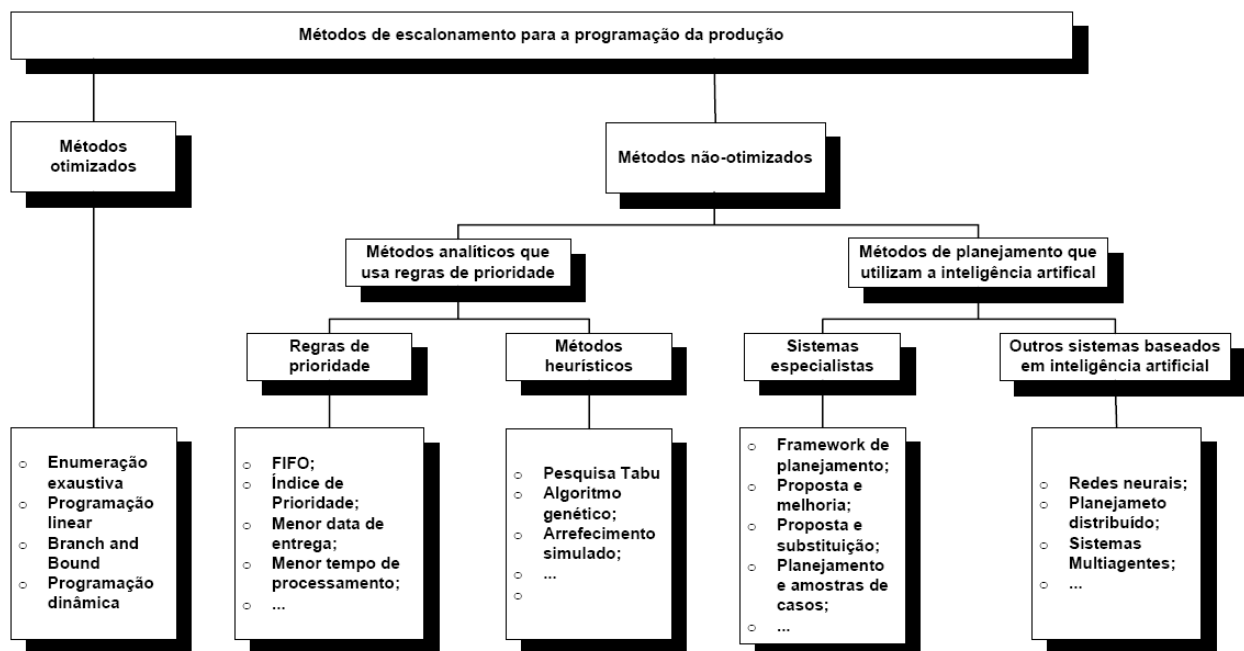 Métodos de escalonamento para a programação da produção
Métodos
otimizados
Métodos não-otimizados
Métodos analíticos que
usa regras de prioridade
Métodos de planejamento que
utilizam a inteligência artifical
Regras de
prioridade
Métodos
heurísticos
Sistemas
especialistas
Outros sistemas baseados
em inteligência artificial
o Enumeração
exaustiva
o Programação
linear
o Branch and
Bound
o Programação
dinâmica
o FIFO;
o Índice de
Prioridade;
o Menor data de
entrega;
o Menor tempo de
processamento;
o ...
o Pesquisa Tabu
o Algoritmo
genético;
o Arrefecimento
simulado;
o ...
o
o Framework de
planejamento;
o Proposta e
melhoria;
o Proposta e
substituição;
o Planejamento
e amostras de
casos;
o ...
o Redes neurais;
o Planejameto
distribuído;
o Sistemas
Multiagentes;
o ...